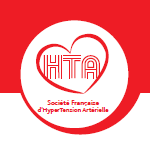 HTA
Société Française
d'HyperTension Artérielle